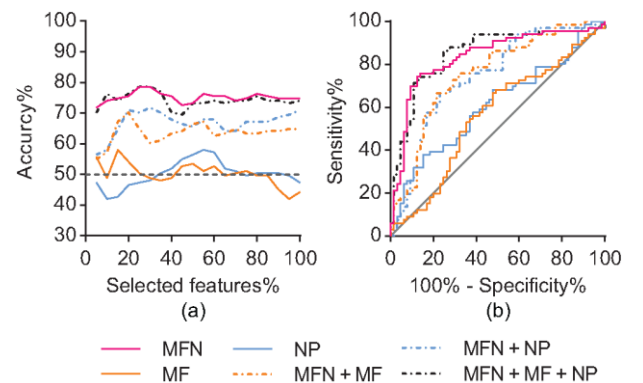 100
90
80
70
60
50
40
30
Accurcy%
0 20 40 60 80 100
Selected features%
(a)
100
80
60
40
20
0
Sensitivity%
0 20 40 60 80 100
100% - Specificity%
(b)
MFN NP MFN + NP
MF MFN + MF MFN + MF + NP